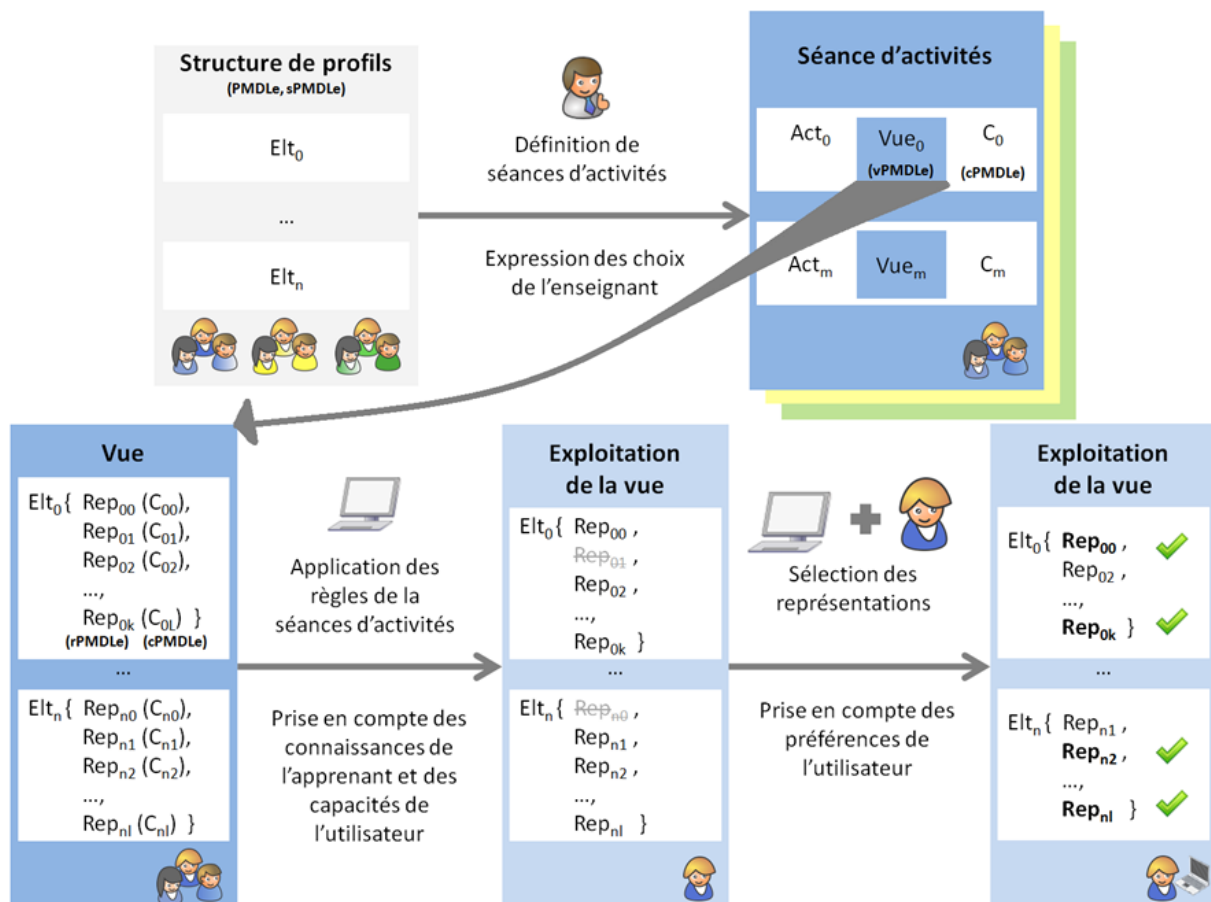 Structure de profils
(PMDLe, sPMDLe)
Elt0
...
Eltn
Définition de
séances d'activités
Expression des choix
de l'enseignant
Séance d'activités
Act0 Vue0 C0
(vPMDLe) (cPMDLe)
Actm Vuem Cm
Vue
Elt0{ Rep00 (C00),
Rep01 (C01),
Rep02 (C02),
...,
Rep0k (C0L) }
(rPMDLe) (cPMDLe)
...
Eltn{ Repn0 (Cn0),
Repn1 (Cn1),
Repn2 (Cn2),
...,
Repnl (Cnl) }
Application des
règles de la
séances d'activités
Prise en compte des
connaissances de
l'apprenant et des
capacités de
l'utilisateur
Exploitation
de la vue
Elt0{ Rep00 ,
Rep01 ,
Rep02 ,
...,
Rep0k }
...
Eltn{ Repn0 ,
Repn1 ,
Repn2 ,
...,
Repnl }
Sélection des
représentations
Prise en compte des
préférences de
l'utilisateur
Exploitation
de la vue
Elt0{ Rep00 ,
Rep02 ,
...,
Rep0k }
...
Eltn{ Repn1 ,
Repn2 ,
...,
Repnl }